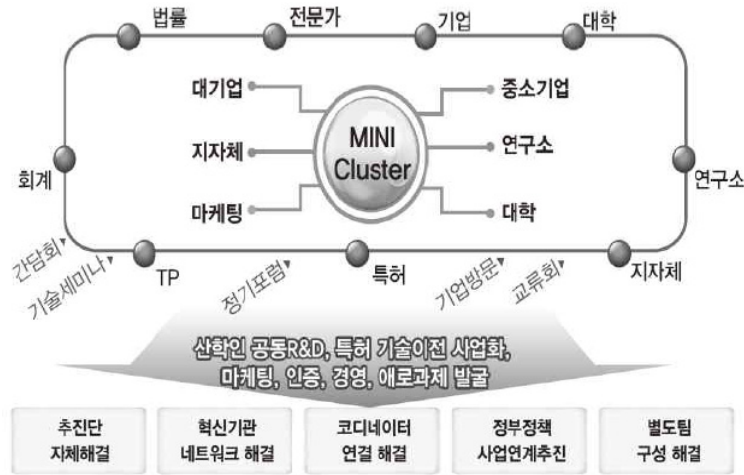 법률
전문가
기업
대학
대기업
중소기업
MINI
Cluster
지자체
연구소
회계
연구소
마케팅
대학
간담회
기술세미나
TP
정기포럼
특허
기업방문
교류회
지자체
산학인 공동R&D, 특허 기술이전 사업화,
마케팅, 인증, 경영, 애로과제 발굴
추진단
자체해결
혁신기관
네트워크 해결
코디네이터
연결 해결
정부정책
사업연계추진
별도팀
구성 해결